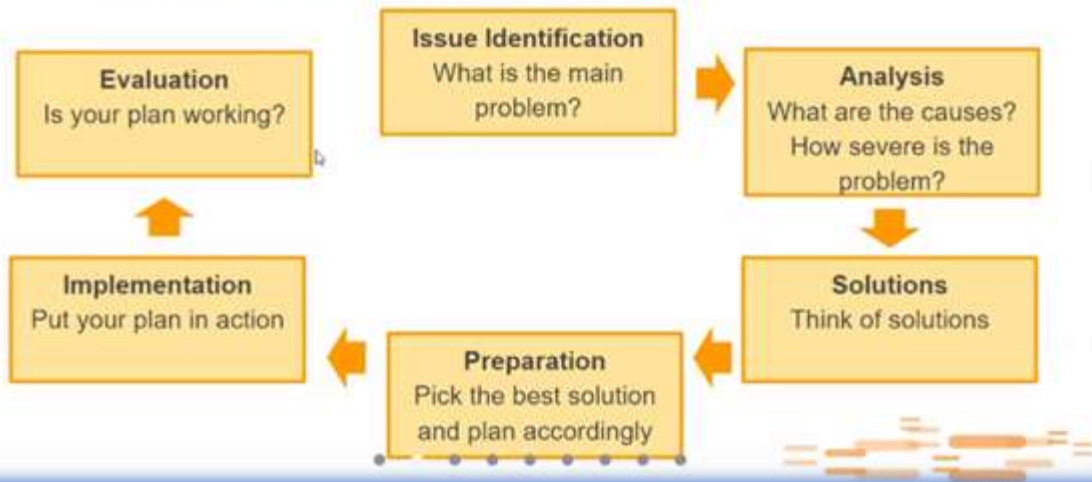 Issue Identification
What is the main
problem?
Analysis
What are the causes?
How severe is the
problem?
Solutions
Think of solutions
Preparation
Pick the best solution
and plan accordingly
Implementation
Put your plan in action
Evaluation
Is your plan working?